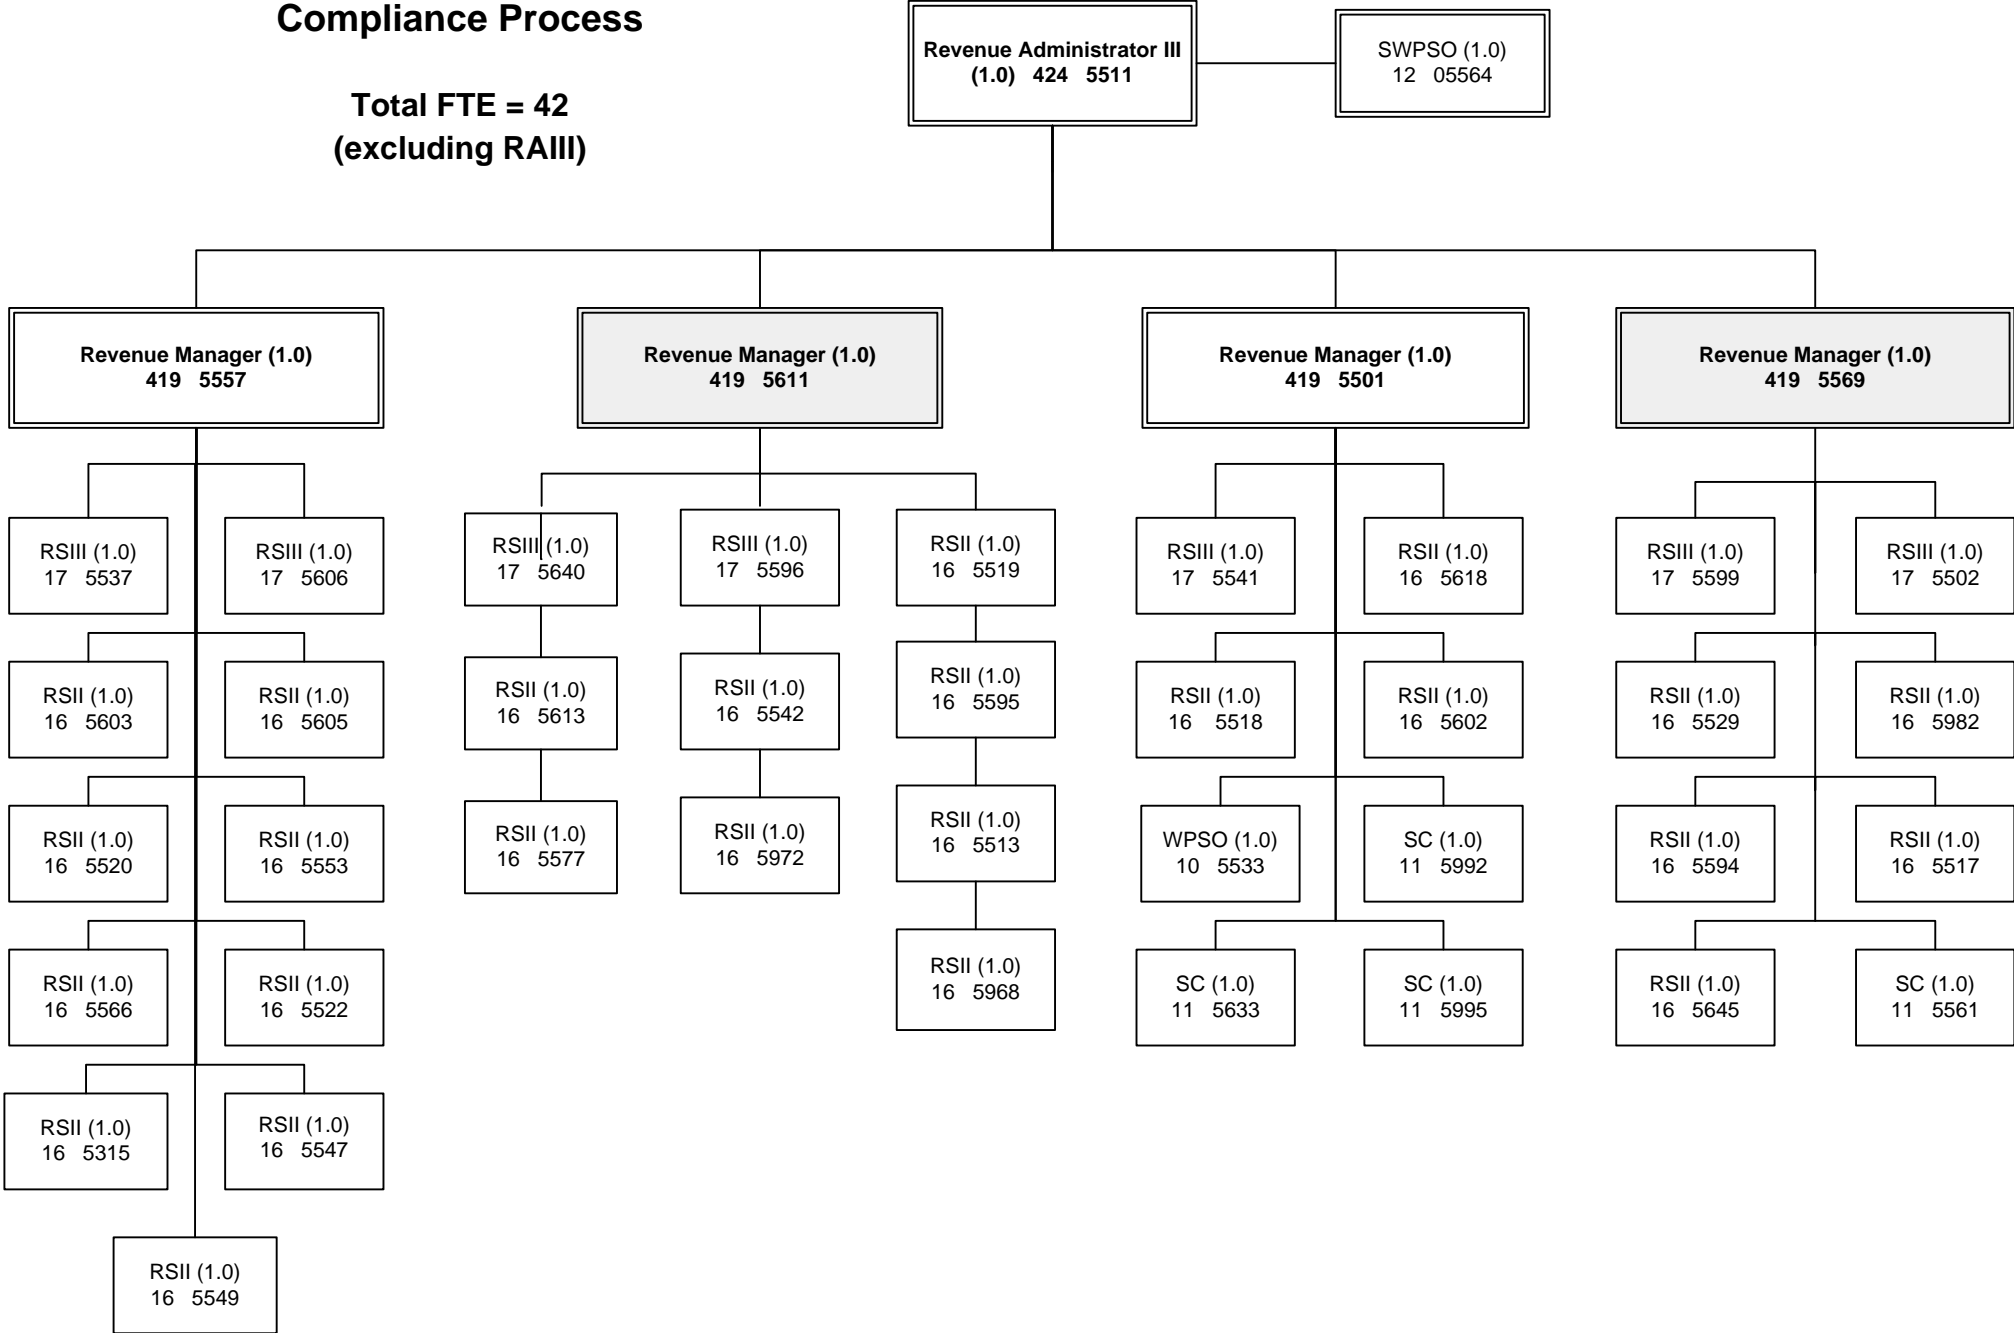 Compliance Process
Total FTE = 42
(excluding RAIII)
Revenue Administrator III
(1.0) 424 5511
SWPSO (1.0)
12 05564
Revenue Manager (1.0)
419 5557
Revenue Manager (1.0)
419 5611
Revenue Manager (1.0)
419 5501
Revenue Manager (1.0)
419 5569
RSIII (1.0)
17 5537
RSIII (1.0)
17 5606
RSII (1.0)
16 5603
RSII (1.0)
16 5605
RSII (1.0)
16 5520
RSII (1.0)
16 5553
RSII (1.0)
16 5566
RSII (1.0)
16 5522
RSII (1.0)
16 5315
RSII (1.0)
16 5547
RSII (1.0)
16 5549
RSIII (1.0)
17 5640
RSII (1.0)
16 5613
RSII (1.0)
16 5577
RSIII (1.0)
17 5596
RSII (1.0)
16 5542
RSII (1.0)
16 5972
RSII (1.0)
16 5519
RSII (1.0)
16 5595
RSII (1.0)
16 5513
RSII (1.0)
16 5968
RSIII (1.0)
17 5541
RSII (1.0)
16 5618
RSII (1.0)
16 5518
RSII (1.0)
16 5602
WPSO (1.0)
10 5533
SC (1.0)
11 5992
SC (1.0)
11 5633
SC (1.0)
11 5995
RSIII (1.0)
17 5599
RSIII (1.0)
17 5502
RSII (1.0)
16 5529
RSII (1.0)
16 5982
RSII (1.0)
16 5594
RSII (1.0)
16 5517
RSII (1.0)
16 5645
SC (1.0)
11 5561